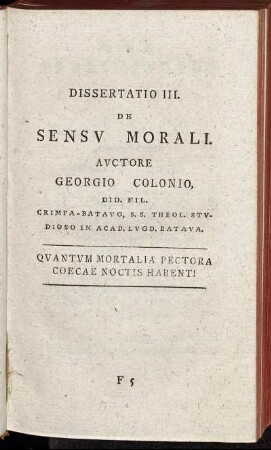 DISSERTATIO III.
DE
SENSV MORALI.
AVCTORE
GEORGIO COLONIO,
DID. FIL.
CRIMPA-BATAVO, S. S. THEOL. STV-
DIOSO IN ACAD. LVGD. BATAVA.
QVANTVM MORTALIA PECTORA
COECAE NOCTIS HABENT!
F 5